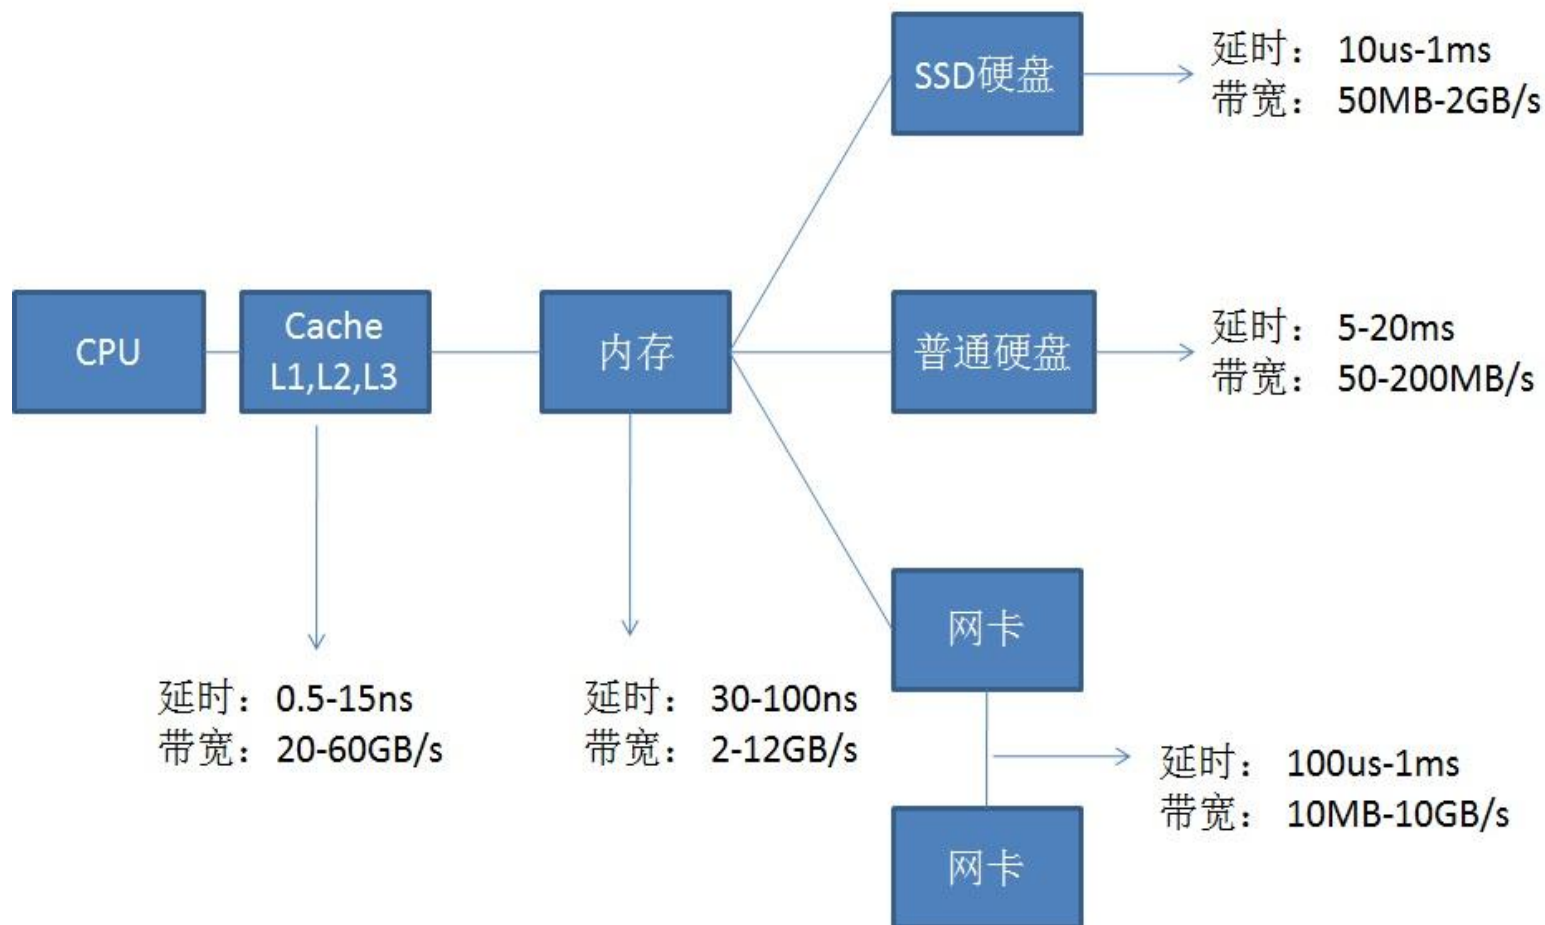 SSD硬盘
延时： 10us-1ms
带宽： 50MB-2GB/s
CPU
Cache
L1,L2,L3
内存
普通硬盘
延时： 5-20ms
带宽： 50-200MB/s
网卡
延时：0.5-15ns
带宽：20-60GB/s
延时： 30-100ns
带宽： 2-12GB/s
延时： 100us-1ms
带宽： 10MB-10GB/s
网卡